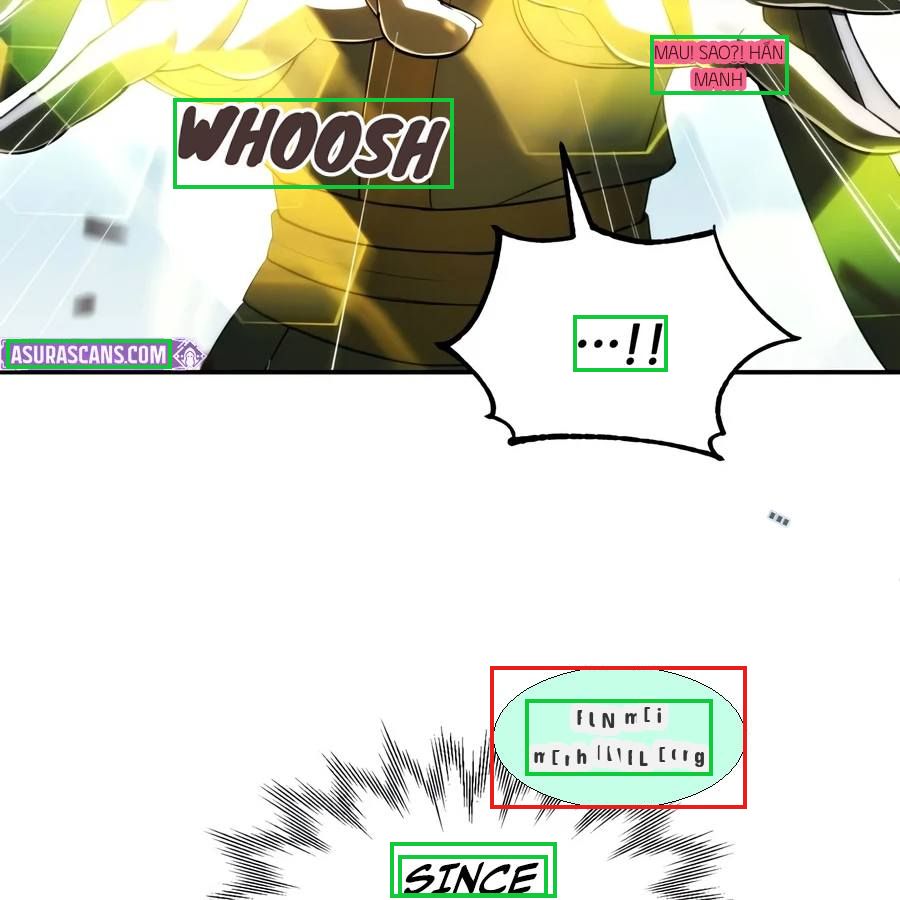 MAU! SAO?! HẮN
MẠNH
WHOOSH
...!!
ASURASCANS.COM
SINCE